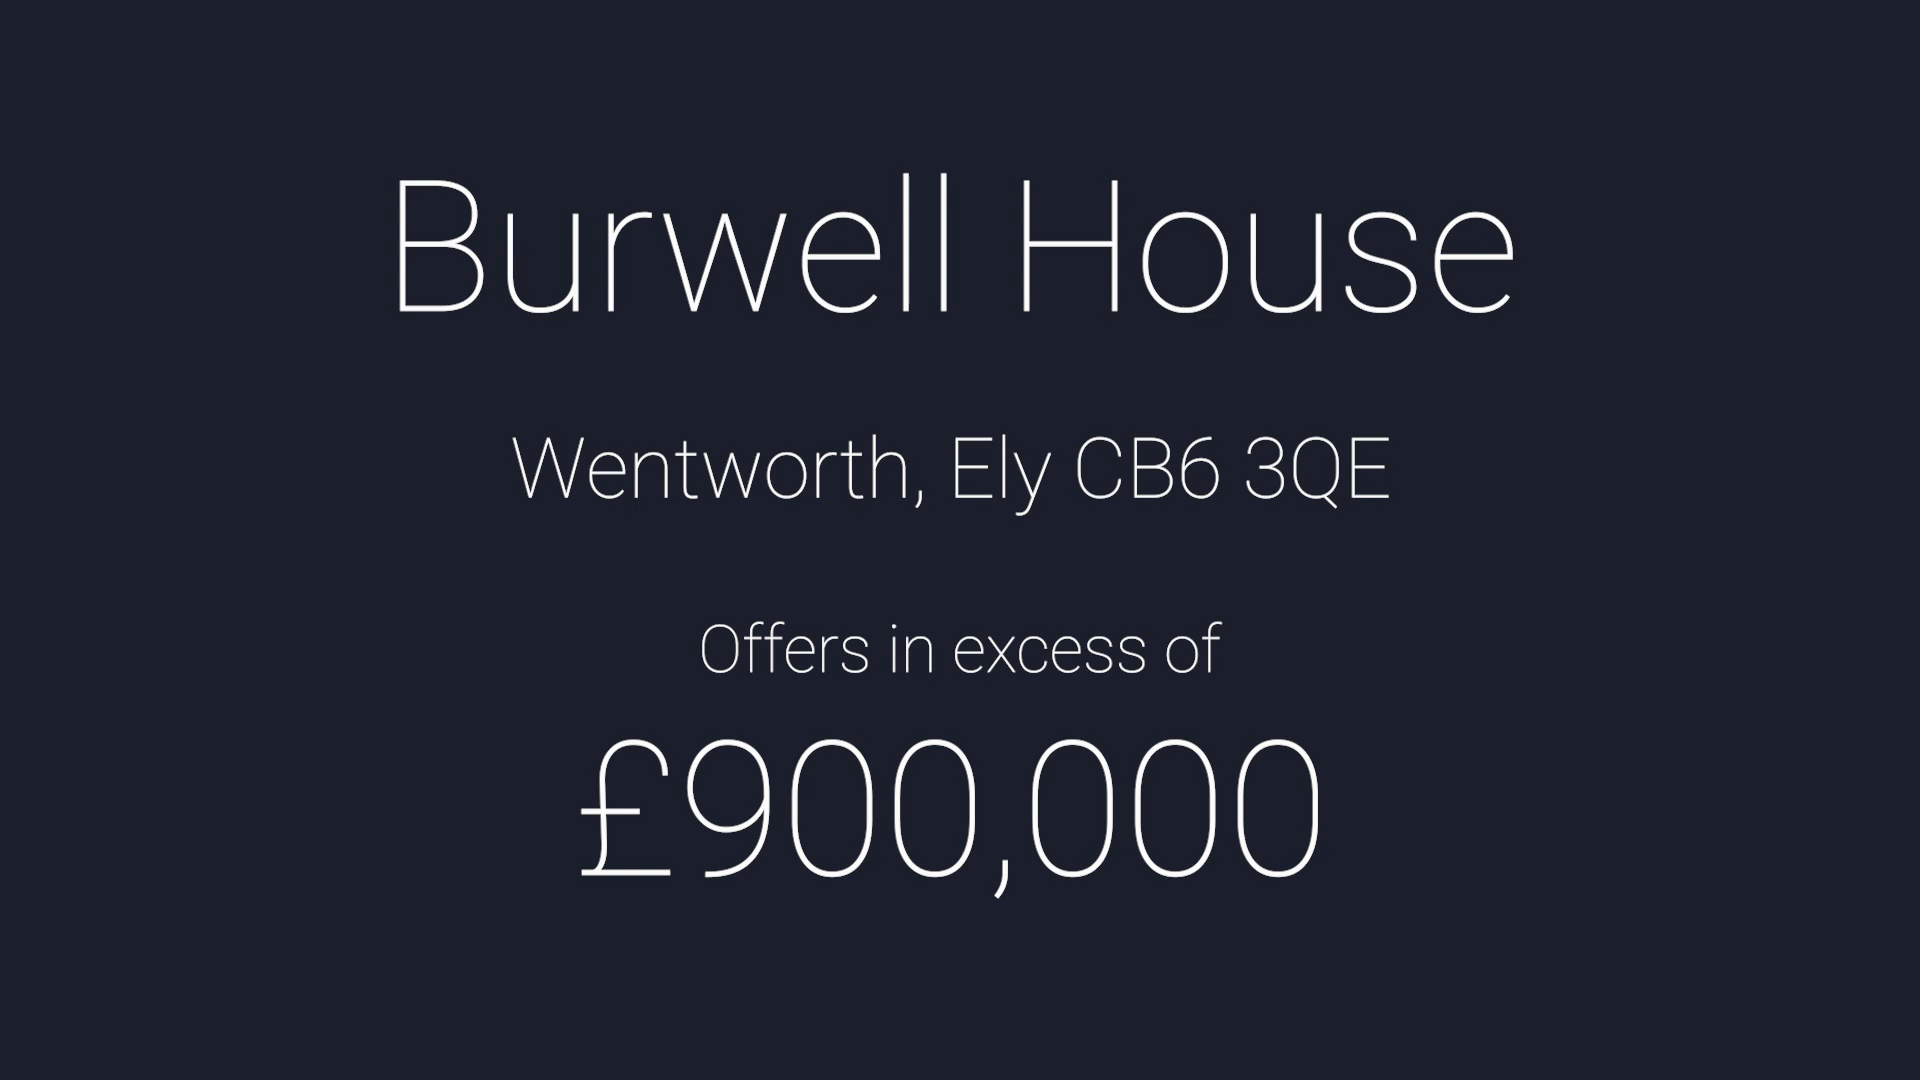 Burwell House
Wentworth, Ely CB6 3QE
Offers in excess of
£900,000